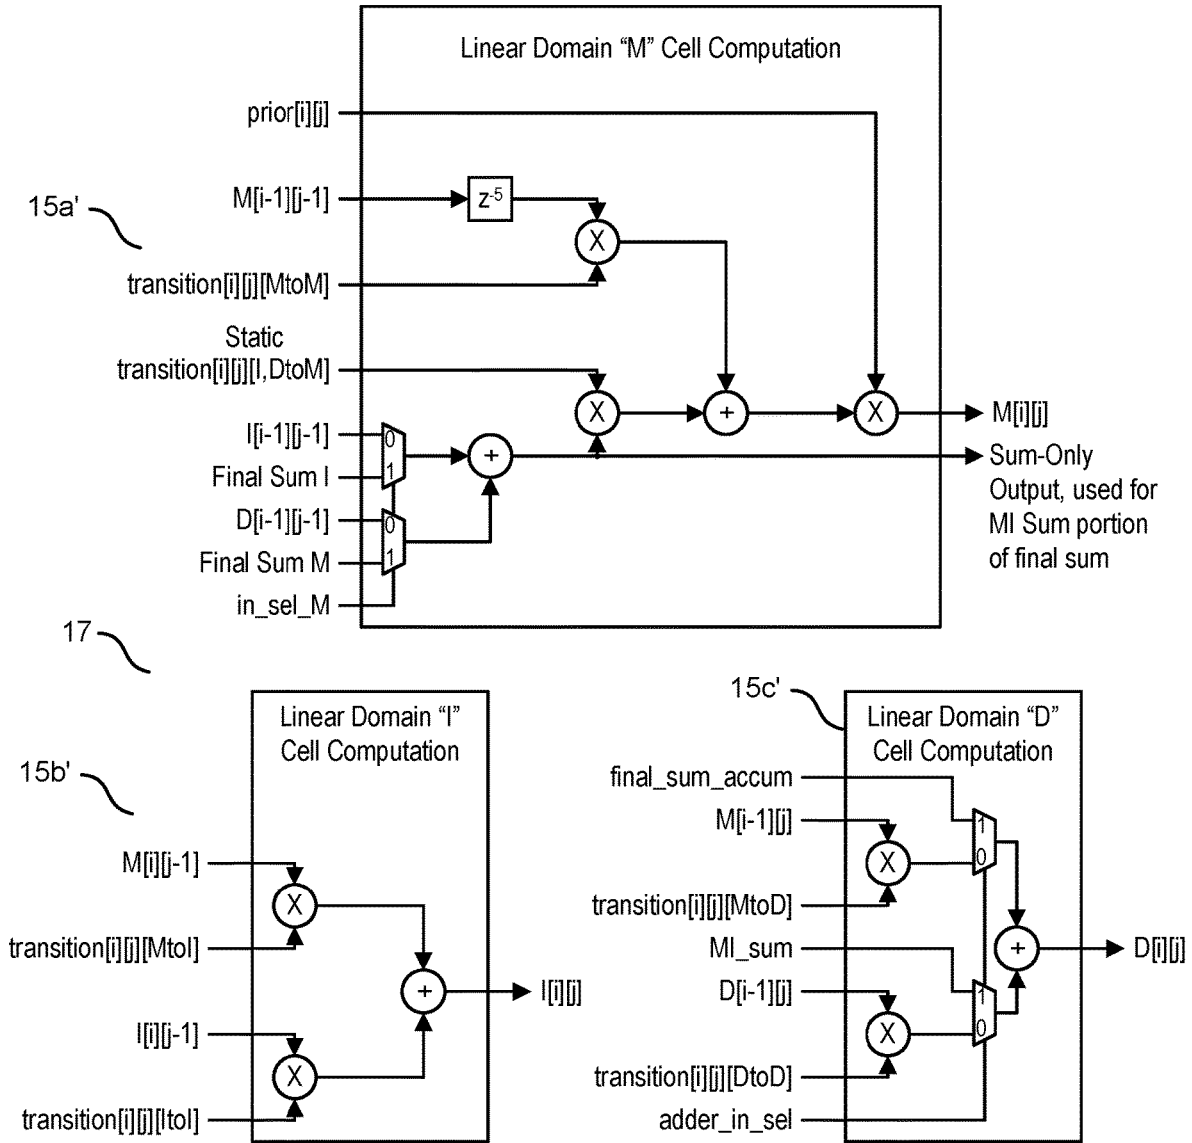 Linear Domain “M” Cell Computation
prior[i][j]
M[i-1][j-1]
z-5
15a'
X
transition[i][j][MtoM]
Static
transition[i][j][I,DtoM]
X
+
X
M[i][j]
I[i-1][j-1]
0
Final Sum I
1
+
Sum-Only
Output, used for
MI Sum portion
of final sum
D[i-1][j-1]
0
Final Sum M
1
in_sel_M
17
15b'
Linear Domain “I”
Cell Computation
M[i][j-1]
X
transition[i][j][MtoI]
+
I[i][j]
I[i][j-1]
X
transition[i][j][ItoI]
15c'
Linear Domain “D”
Cell Computation
final_sum_accum
M[i-1][j]
1
X
0
transition[i][j][MtoD]
MI_sum
+
D[i][j]
D[i-1][j]
1
X
0
transition[i][j][DtoD]
adder_in_sel